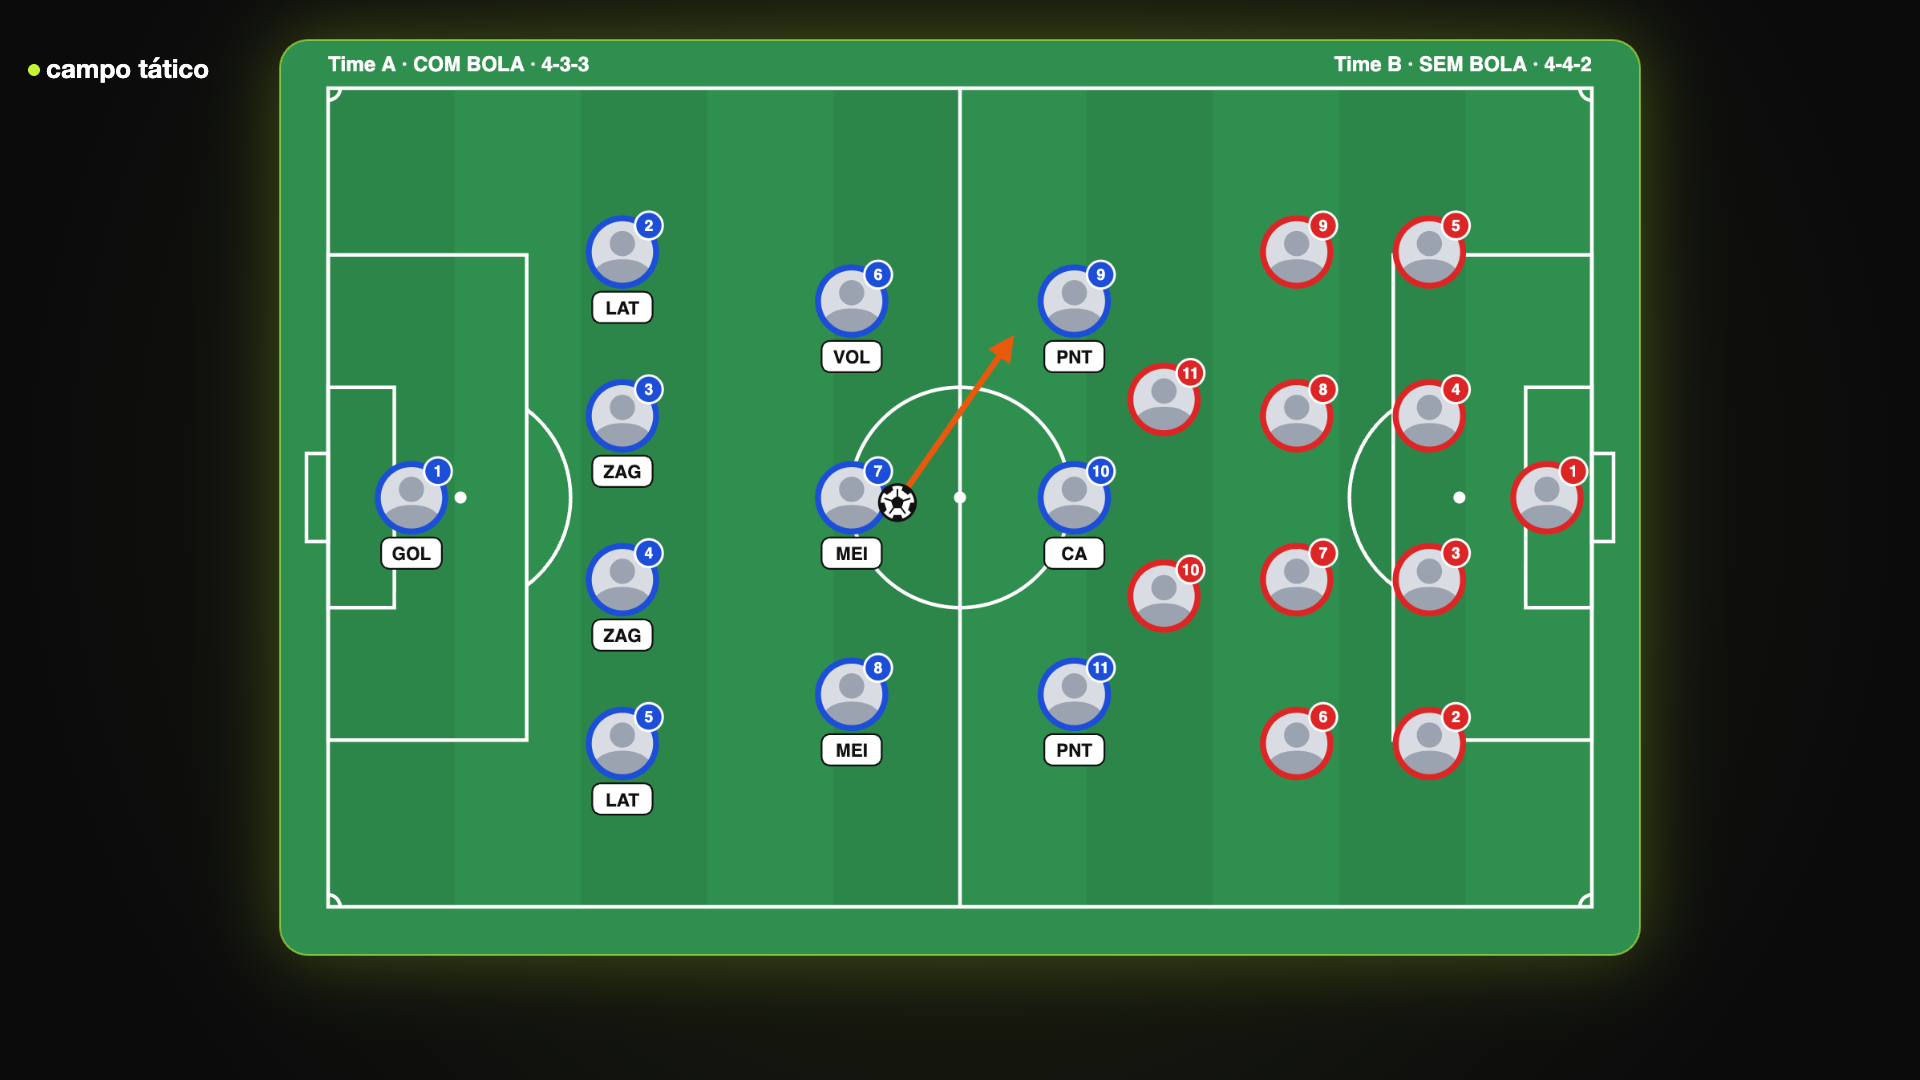 campo tático
Time A · COM BOLA · 4-3-3
Time B · SEM BOLA · 4-4-2
2
LAT
6
VOL
9
PNT
9
5
3
ZAG
11
8
4
1
GOL
7
MEI
10
CA
1
4
ZAG
10
7
3
8
MEI
11
PNT
5
LAT
6
2